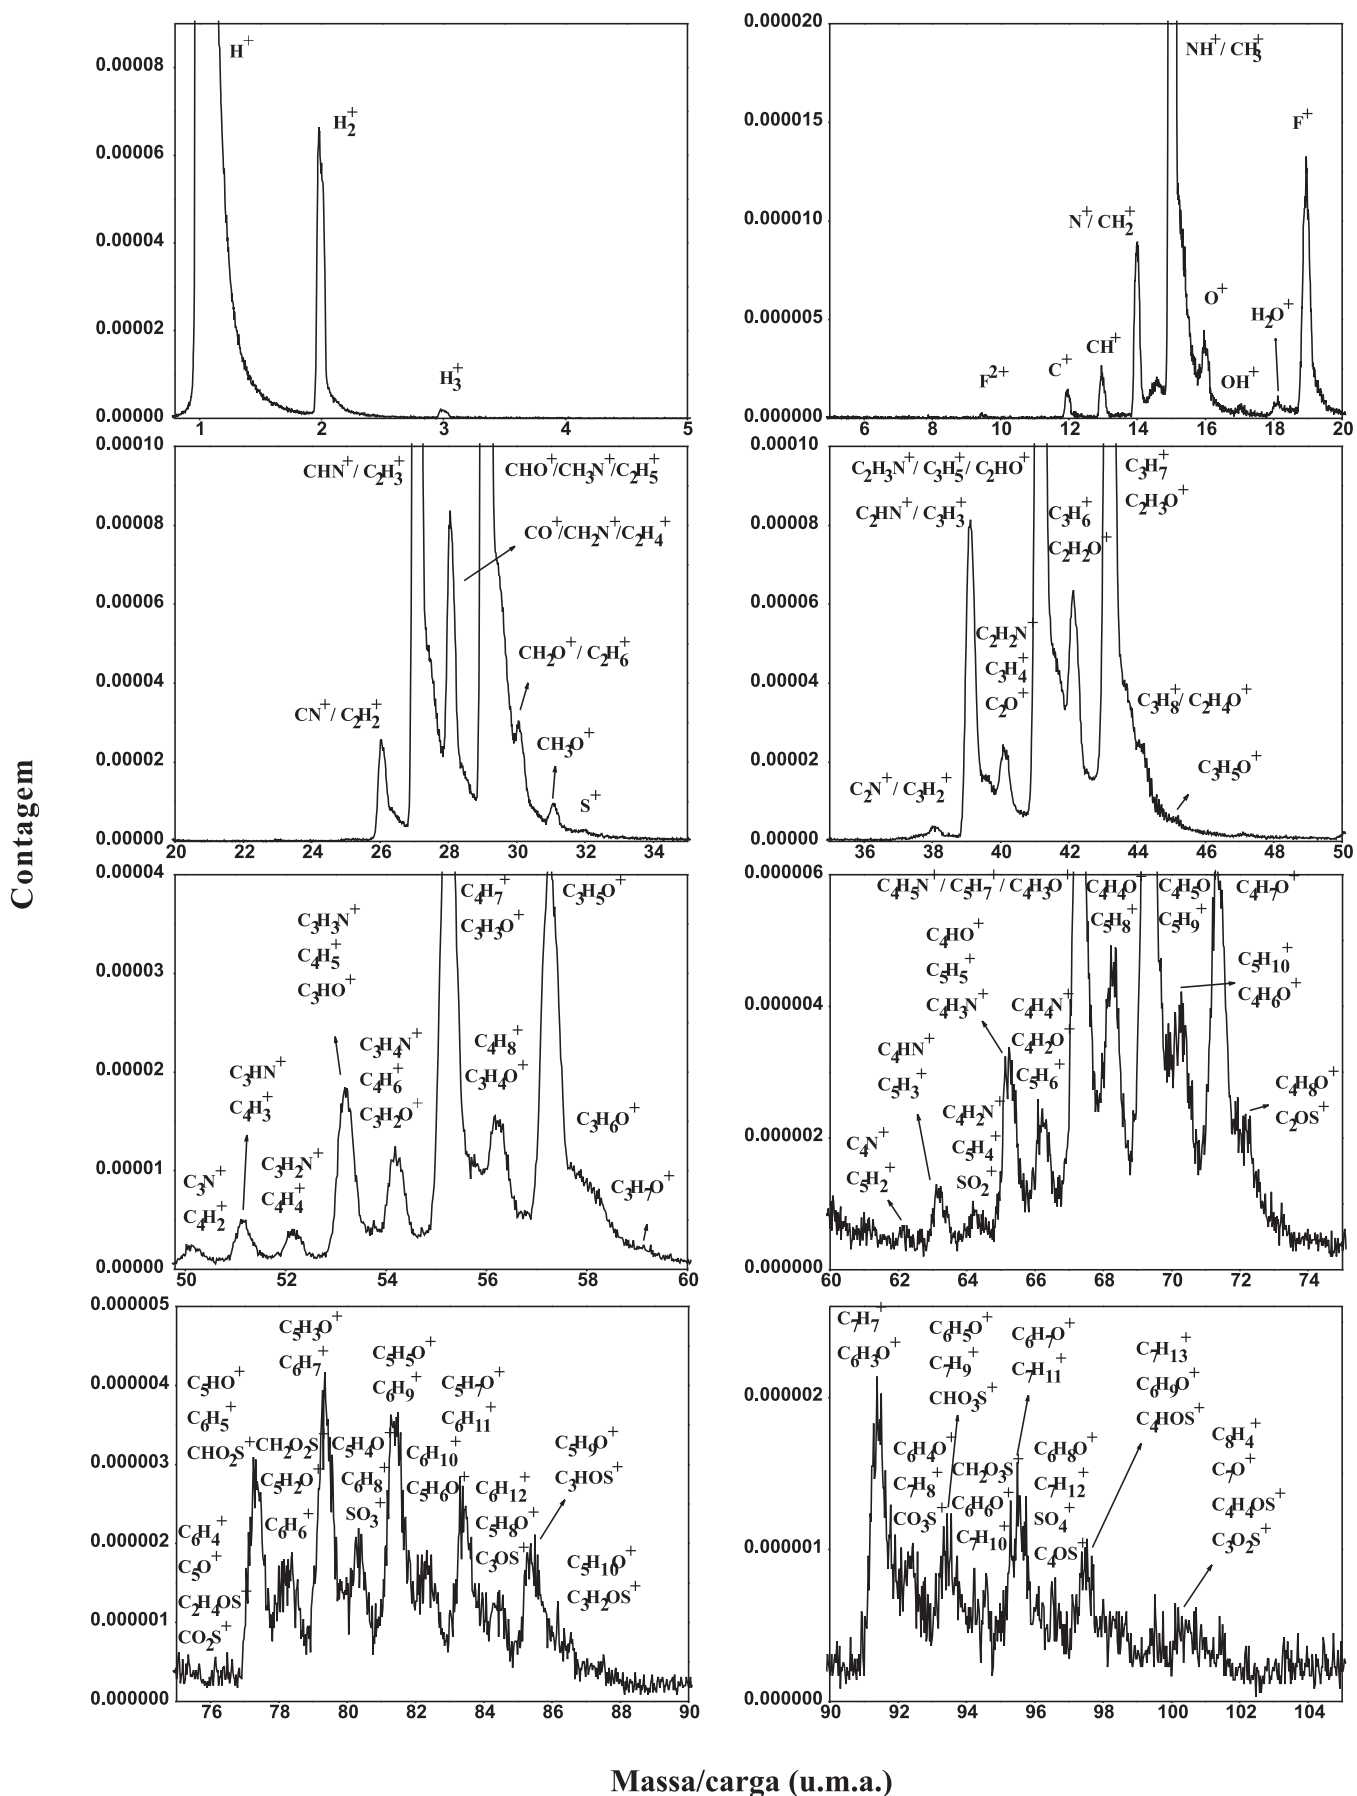 Contagem
0.00008
0.00006
0.00004
0.00002
0.00000
H+
H2+
H3+
1 2 3 4 5
0.000020
0.000015
0.000010
0.000005
0.000000
NH+/ CH3+
F+
N+/ CH2+
O+
H2O+
CH+
C+
F2+
OH+
6 8 10 12 14 16 18 20
0.00010
0.00008
0.00006
0.00004
0.00002
0.00000
CHN+/ C2H3+
CHO+/CH3N+/C2H5+
CO+/CH2N+/C2H4+
CH2O+/ C2H6+
CN+/ C2H2+
CH3O+
S+
20 22 24 26 28 30 32 34
0.00010
0.00008
0.00006
0.00004
0.00002
0.00000
C2H3N+/ C3H5+/ C2HO+
C3H7+
C2H3O+
C2HN+/ C3H3+
C3H6+
C2H2O+
C2H2N+
C3H4+
C2O+
C3H8+/ C2H4O+
C3H5O+
C2N+/ C3H2+
36 38 40 42 44 46 48 50
0.00004
0.00003
0.00002
0.00001
0.00000
C4H7+
C3H3O+
C3H5O+
C3H3N+
C4H5+
C3HO+
C3H4N+
C4H6+
C3H2O+
C4H8+
C3H4O+
C3HN+
C4H3+
C3H6O+
C3H2N+
C4H4+
C3N+
C4H2+
C3H7O+
50 52 54 56 58 60
0.000006
0.000004
0.000002
0.000000
C4H5N+/ C5H7+/ C4H3O+
C4H4O+
C5H8+
C4H5O+
C5H9+
C4H7O+
C4HO+
C5H5+
C4H3N+
C5H10+
C4H6O+
C4H4N+
C4H2O+
C5H6+
C4HN+
C5H3+
C4H8O+
C2OS+
C4H2N+
C5H4+
SO2+
C4N+
C5H2+
60 62 64 66 68 70 72 74
0.000005
0.000004
0.000003
0.000002
0.000001
0.000000
C5H3O+
C6H7+
C5H5O+
C6H9+
C5HO+
C6H5+
CHO2S+
C5H7O+
C6H11+
CH2O2S+
C5H2O+
C6H6+
C5H4O+
C6H8+
SO3+
C6H10+
C5H6O+
C5H9O+
C3HOS+
C6H12+
C5H8O+
C3OS+
C6H4+
C5O+
C2H4OS+
CO2S+
C5H10O+
C3H2OS+
76 78 80 82 84 86 88 90
0.000002
0.000001
0.000000
C7H7+
C6H3O+
C6H5O+
C7H9+
CHO3S+
C6H7O+
C7H11+
C7H13+
C6H9O+
C4HOS+
C6H4O+
C7H8+
CO3S+
CH2O3S+
C6H6O+
C7H10+
C6H8O+
C7H12+
SO4+
C4OS+
C8H4+
C7O+
C4H4OS+
C3O2S+
90 92 94 96 98 100 102 104
Massa/carga (u.m.a.)